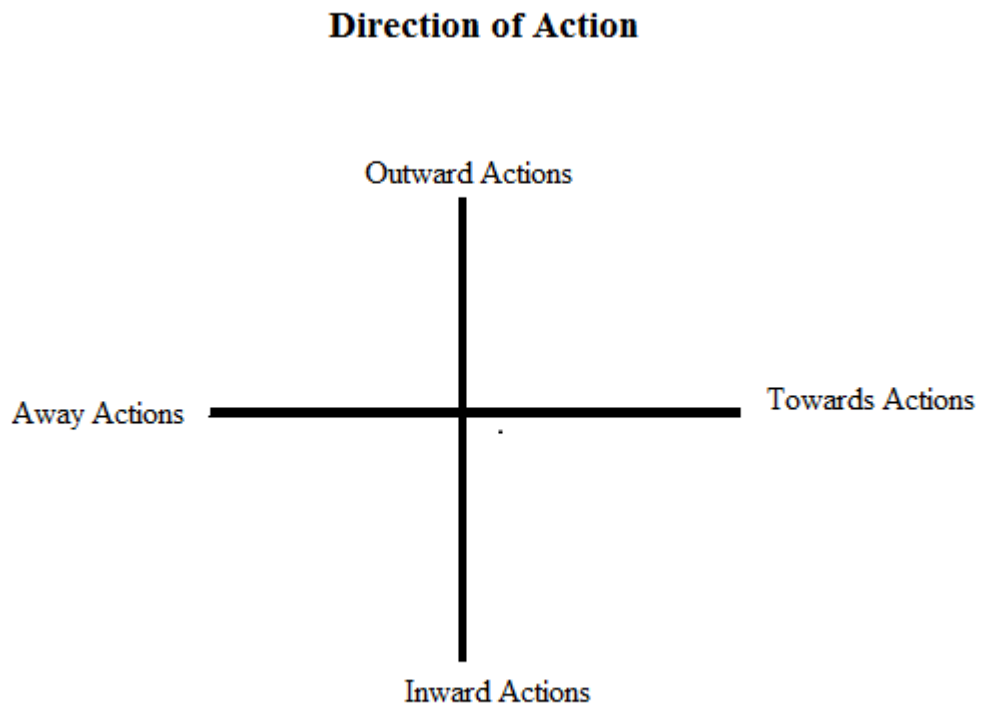 Direction of Action
Outward Actions
Away Actions
Towards Actions
Inward Actions